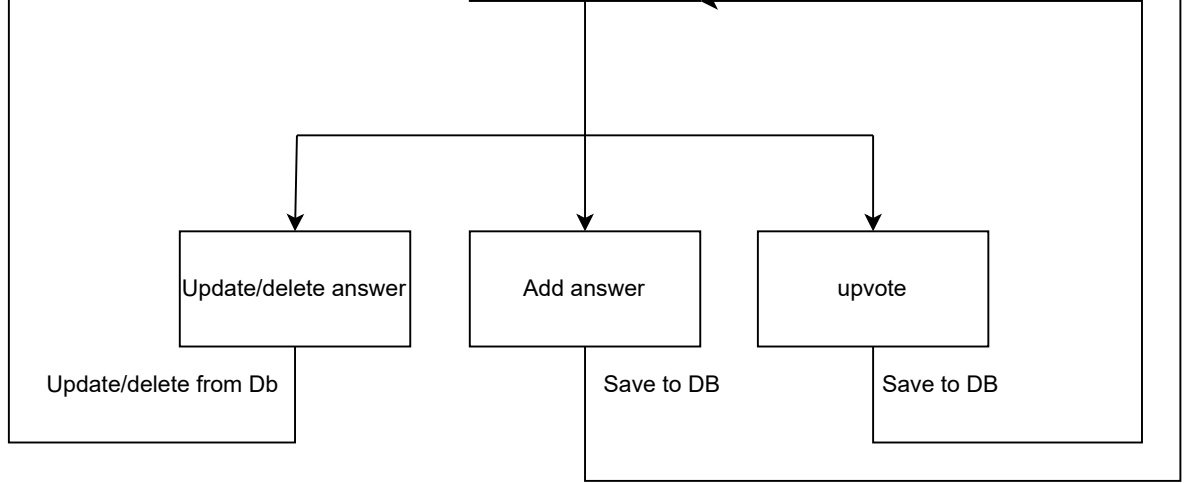 Update/delete answer
Add answer
upvote
Update/delete from Db
Save to DB
Save to DB